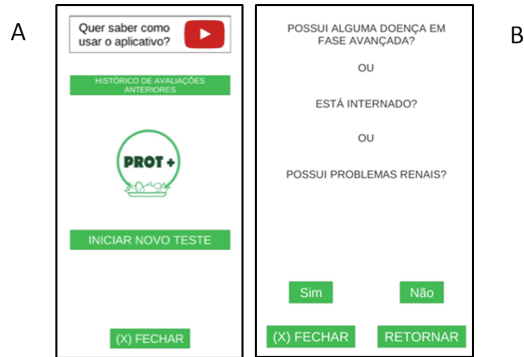 A
Quer saber como
usar o aplicativo?
HISTÓRICO DE AVALIAÇÕES
ANTERIORES
PROT +
INICIAR NOVO TESTE
(X) FECHAR
POSSUI ALGUMA DOENÇA EM
FASE AVANÇADA?
OU
ESTÁ INTERNADO?
OU
POSSUI PROBLEMAS RENAIS?
Sim
Não
(X) FECHAR
RETORNAR
B